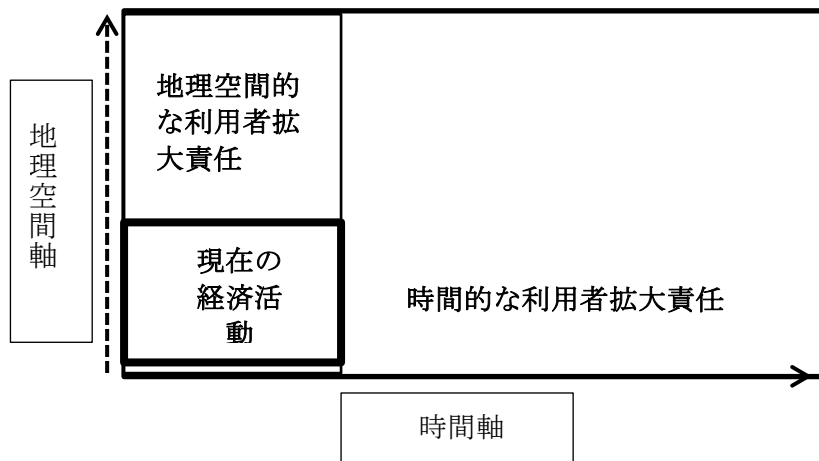 地理空間的
な利用者拡
大責任
地理空間軸
現在の
経済活
動
時間的な利用者拡大責任
時間軸